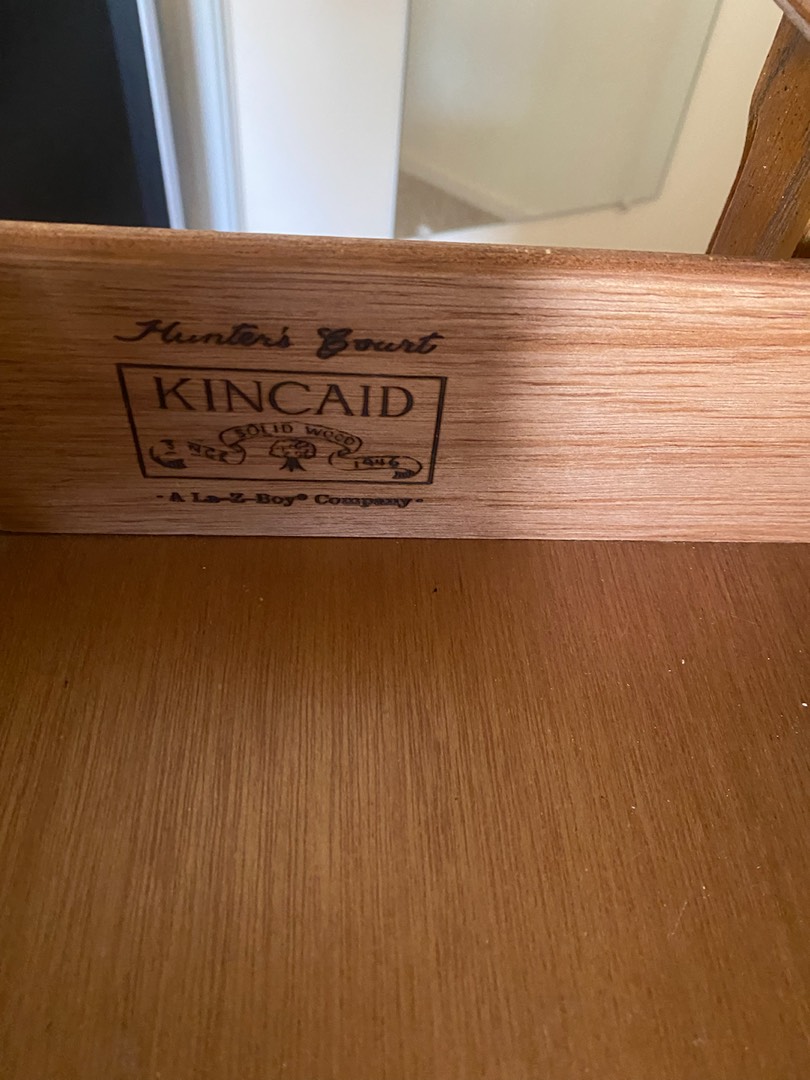 Hunter's Court
KINCAID
SOLID WOOD
1946
- A La-Z-Boy® Company -